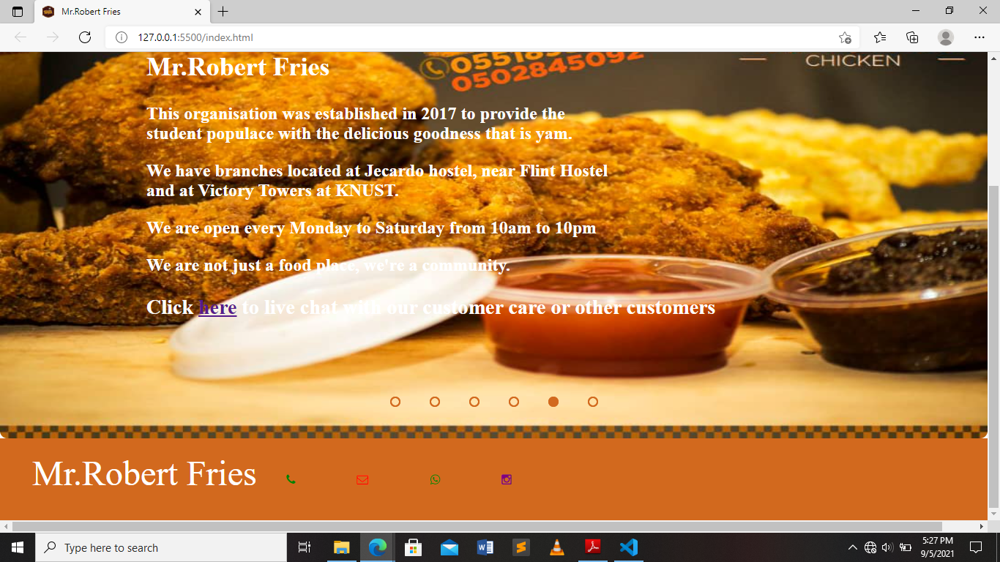 Mr.Robert Fries
127.0.0.1:5500/index.html
0502845092
CHICKEN
Mr.Robert Fries
This organisation was established in 2017 to provide the
student populace with the delicious goodness that is yam.
We have branches located at Jecardo hostel, near Flint Hostel
and at Victory Towers at KNUST.
We are open every Monday to Saturday from 10am to 10pm
We are not just a food place, we're a community.
Click here to live chat with our customer care or other customers
Mr.Robert Fries
Type here to search
5:27 PM
9/5/2021